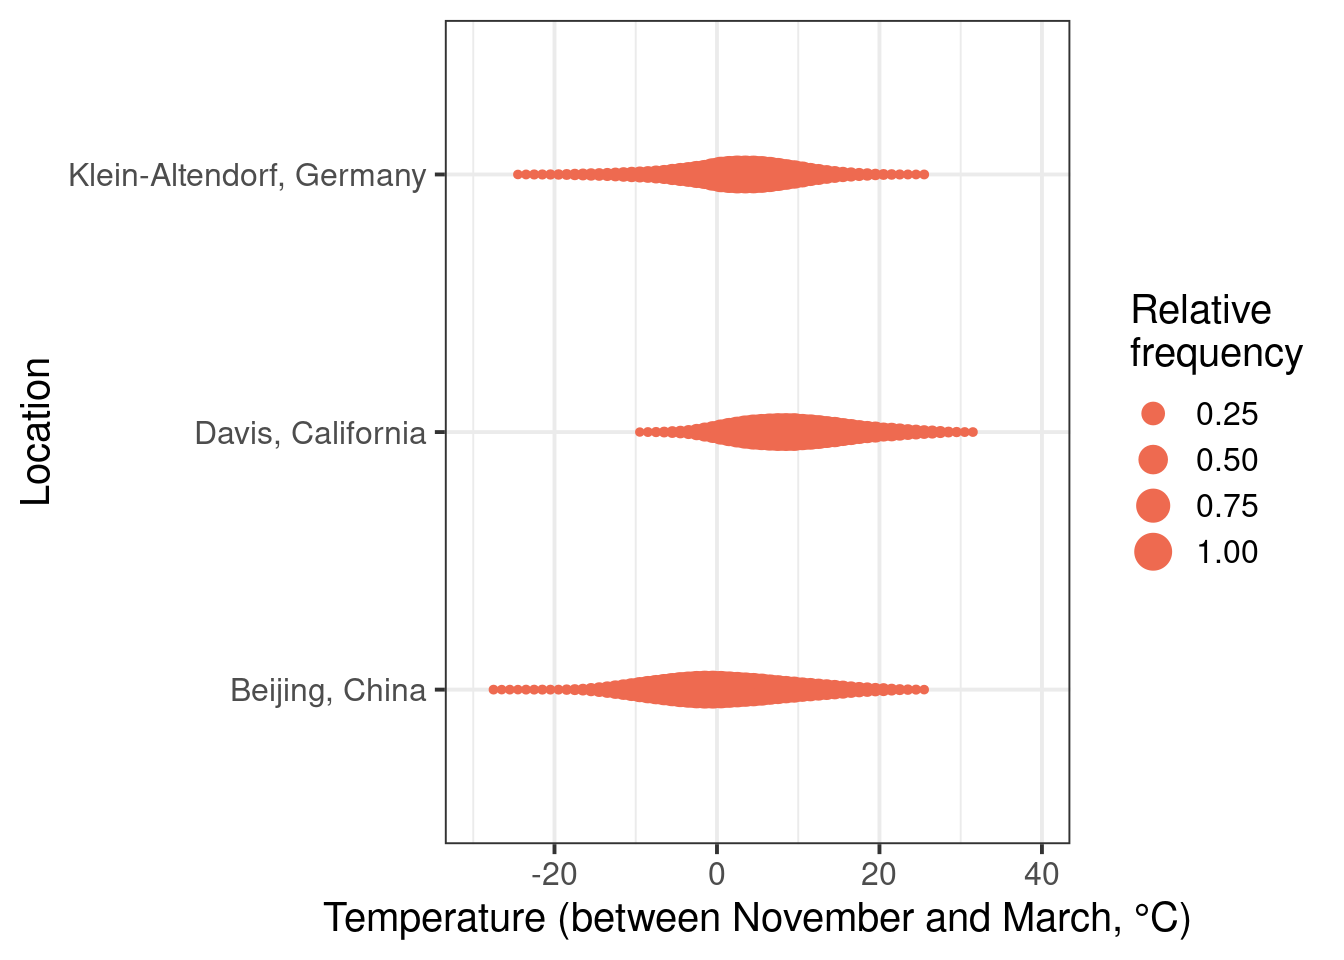 Klein-Altendorf, Germany
Davis, California
Beijing, China
Location
-20
0
20
40
Temperature (between November and March, °C)
Relative
frequency
0.25
0.50
0.75
1.00